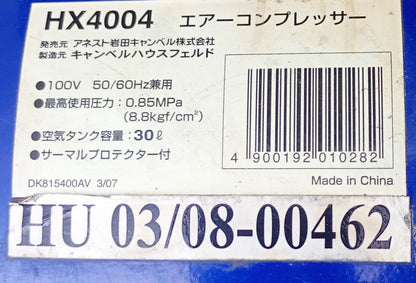 HX4004 エアーコンプレッサー
発売元 アネスト岩田キャンベル株式会社
製造元 キャンベルハウスフェルド
●100V 50/60Hz兼用
●最高使用圧力：0.85MPa
(8.8kgf/cm²)
●空気タンク容量：30ℓ
●サーマルプロテクター付
4 900192 010282
DK815400AV 3/07
Made in China
HU 03/08-00462